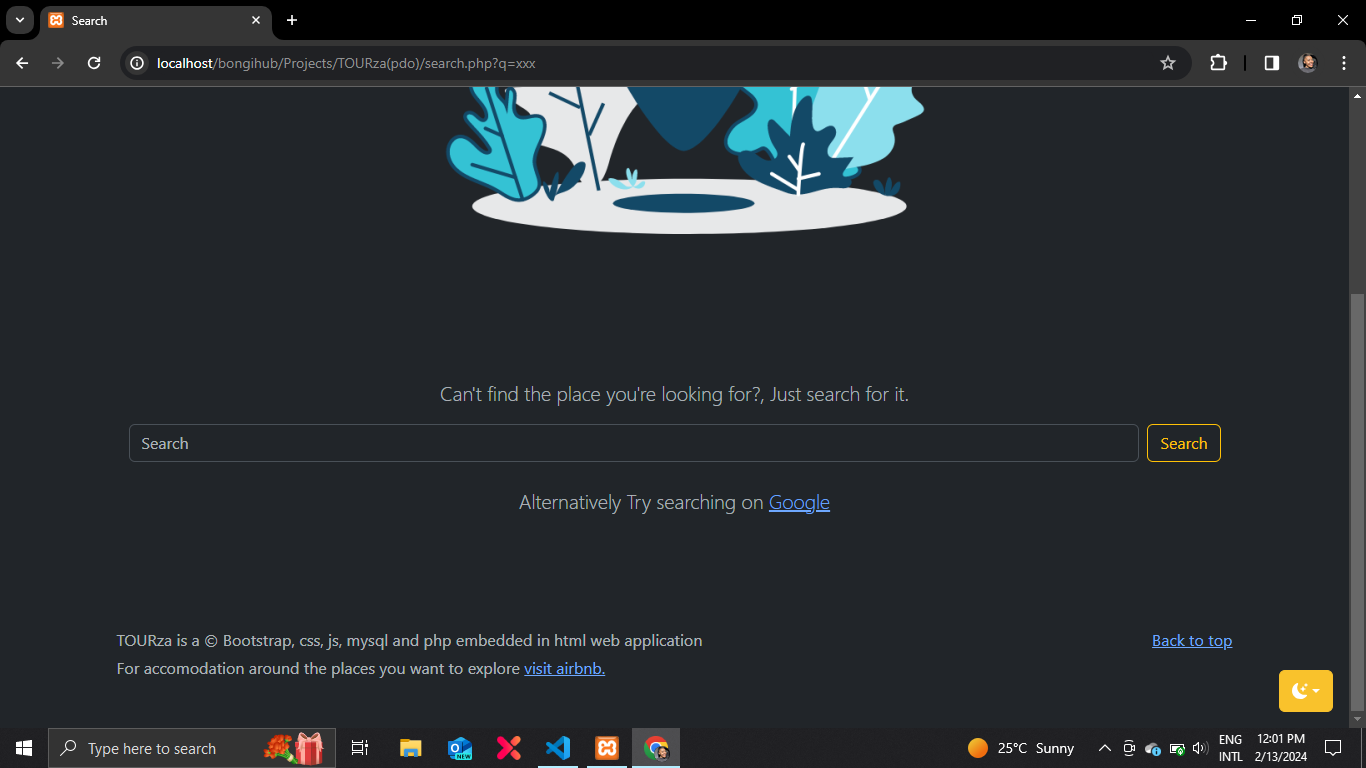 Search
localhost/bongihub/Projects/TOURza(pdo)/search.php?q=xxx
Can't find the place you're looking for?, Just search for it.
Search Search
Alternatively Try searching on Google
TOURza is a © Bootstrap, css, js, mysql and php embedded in html web application Back to top
For accomodation around the places you want to explore visit airbnb.
Type here to search NEW 25°C Sunny ENG 12:01 PM
INTL 2/13/2024